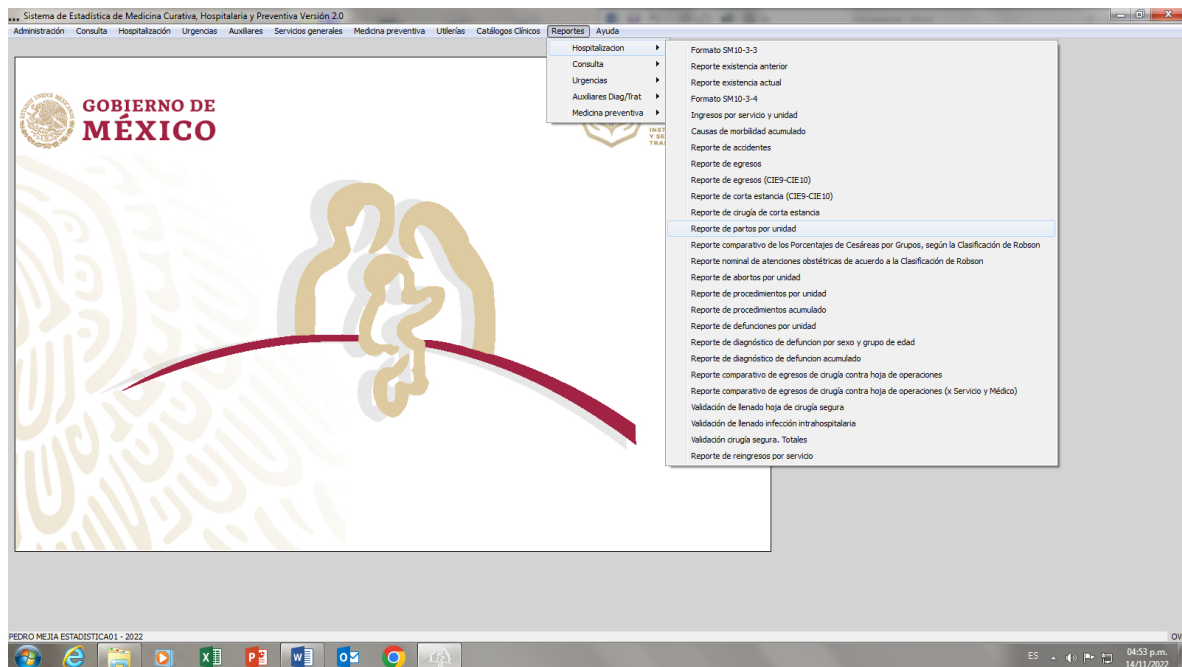 Sistema de Estadística de Medicina Curativa, Hospitalaria y Preventiva Versión 2.0
Administración Consulta Hospitalización Urgencias Auxiliares Servicios generales Medicina preventiva Utilerías Catálogos Clínicos Reportes Ayuda
Hospitalizacion
Consulta
Urgencias
Auxiliares Diag/Trat
Medicina preventiva
Formato SM10-3-3
Reporte existencia anterior
Reporte existencia actual
Formato SM10-3-4
Ingresos por servicio y unidad
Causas de morbilidad acumulado
Reporte de accidentes
Reporte de egresos
Reporte de egresos (CIE9-CIE10)
Reporte de corta estancia (CIE9-CIE10)
Reporte de cirugía de corta estancia
Reporte de partos por unidad
Reporte comparativo de los Porcentajes de Cesáreas por Grupos, según la Clasificación de Robson
Reporte nominal de atenciones obstétricas de acuerdo a la Clasificación de Robson
Reporte de abortos por unidad
Reporte de procedimientos por unidad
Reporte de procedimientos acumulado
Reporte de defunciones por unidad
Reporte de diagnóstico de defuncion por sexo y grupo de edad
Reporte de diagnóstico de defuncion acumulado
Reporte comparativo de egresos de cirugía contra hoja de operaciones
Reporte comparativo de egresos de cirugía contra hoja de operaciones (x Servicio y Médico)
Validación de llenado hoja de cirugía segura
Validación de llenado infección intrahospitalaria
Validación cirugía segura. Totales
Reporte de reingresos por servicio
GOBIERNO DE
MÉXICO
INST
Y SE
TRA
PEDRO MEJIA ESTADISTICA01 - 2022
OV
ES
04:53 p.m.
14/11/2022